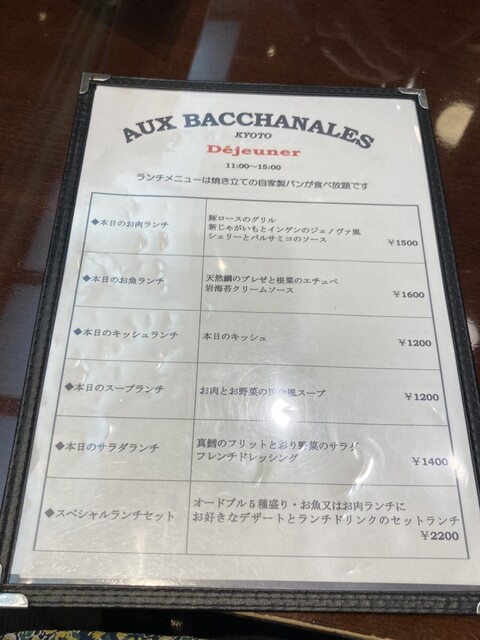 AUX BACCHANALES
KYOTO
Déjeuner
11:00～15:00
ランチメニューは焼き立ての自家製パンが食べ放題です
◆本日のお肉ランチ
豚ロースのグリル
新じゃがいもとインゲンのジェノヴァ風
シェリーとバルサミコのソース
￥1500
◆本日のお魚ランチ
天然鯛のブレゼと根菜のエチュベ
岩海苔クリームソース
￥1600
◆本日のキッシュランチ
本日のキッシュ
￥1200
◆本日のスープランチ
お肉とお野菜の田舎風スープ
￥1200
◆本日のサラダランチ
真鱈のフリットと彩り野菜のサラダ
フレンチドレッシング
￥1400
◆スペシャルランチセット
オードブル５種盛り・お魚又はお肉ランチに
お好きなデザートとランチドリンクのセットランチ
￥2200